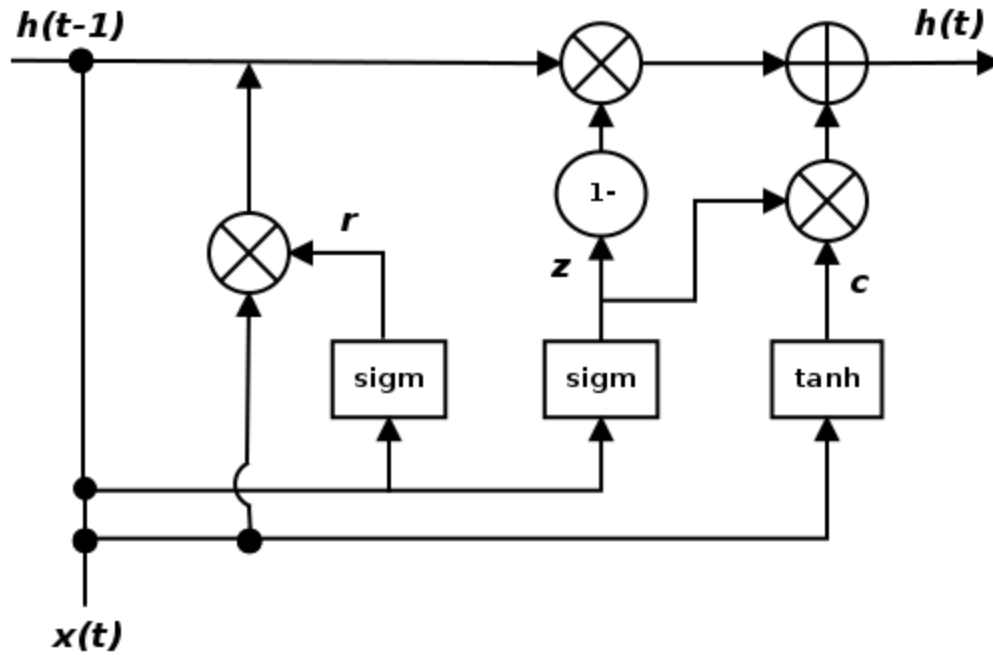 h(t-1)
h(t)
1-
r
z
c
sigm
sigm
tanh
x(t)